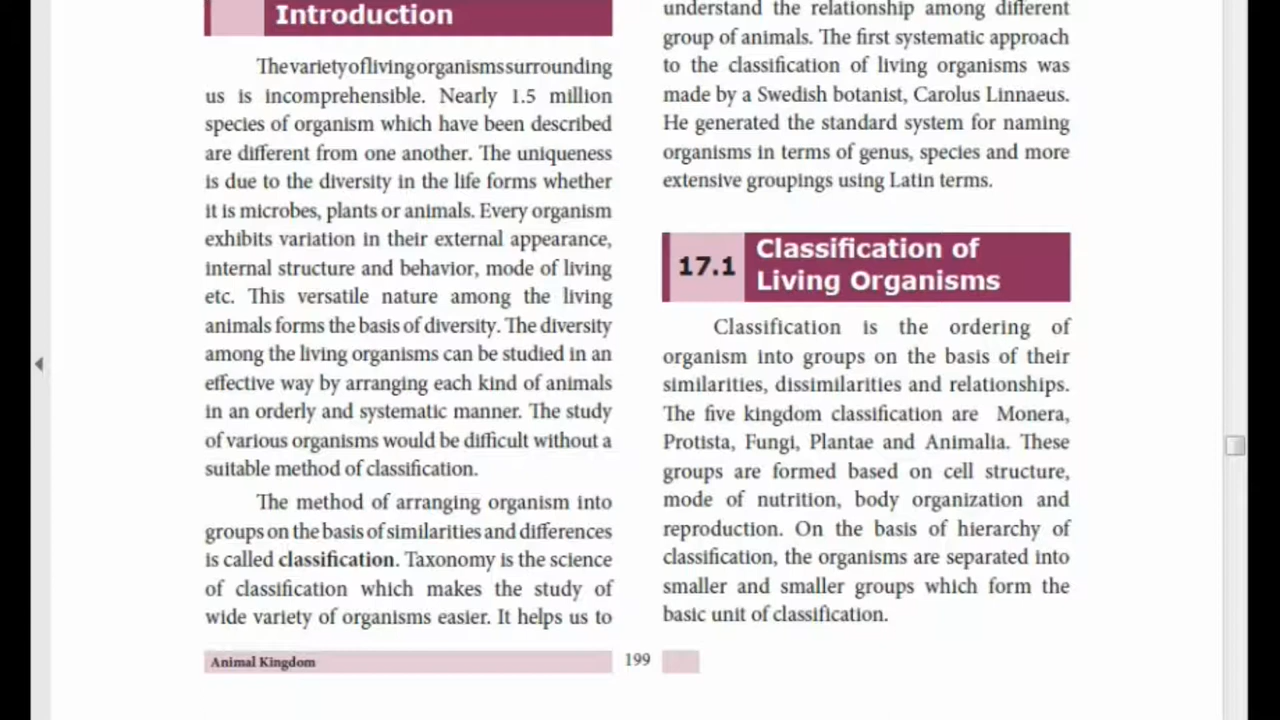 Introduction
The variety of living organisms surrounding
us is incomprehensible. Nearly 1.5 million
species of organism which have been described
are different from one another. The uniqueness
is due to the diversity in the life forms whether
it is microbes, plants or animals. Every organism
exhibits variation in their external appearance,
internal structure and behavior, mode of living
etc. This versatile nature among the living
animals forms the basis of diversity. The diversity
among the living organisms can be studied in an
effective way by arranging each kind of animals
in an orderly and systematic manner. The study
of various organisms would be difficult without a
suitable method of classification.
The method of arranging organism into
groups on the basis of similarities and differences
is called classification. Taxonomy is the science
of classification which makes the study of
wide variety of organisms easier. It helps us to
understand the relationship among different
group of animals. The first systematic approach
to the classification of living organisms was
made by a Swedish botanist, Carolus Linnaeus.
He generated the standard system for naming
organisms in terms of genus, species and more
extensive groupings using Latin terms.
17.1 Classification of
Living Organisms
Classification is the ordering of
organism into groups on the basis of their
similarities, dissimilarities and relationships.
The five kingdom classification are Monera,
Protista, Fungi, Plantae and Animalia. These
groups are formed based on cell structure,
mode of nutrition, body organization and
reproduction. On the basis of hierarchy of
classification, the organisms are separated into
smaller and smaller groups which form the
basic unit of classification.
Animal Kingdom
199